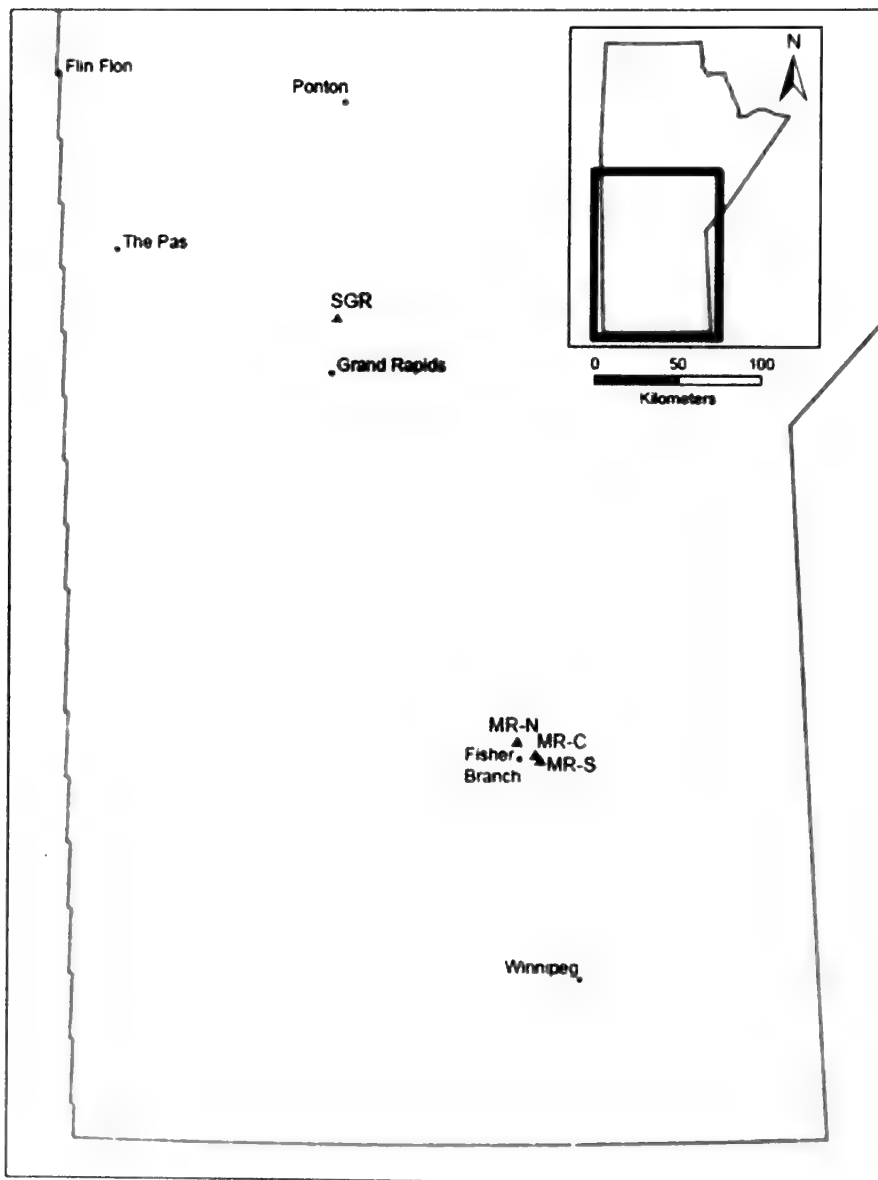 Flin Flon
Ponton
N
The Pas
SGR
Grand Rapids
0 50 100
Kilometers
MR-N
MR-C
Fisher
Branch
MR-S
Winnipeg